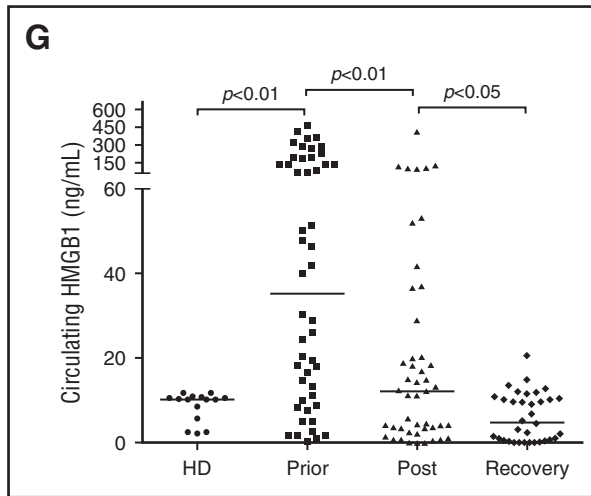 G
p<0.01
p<0.01
p<0.05
600
450
300
150
60
40
20
0
Circulating HMGB1 (ng/mL)
HD Prior Post Recovery